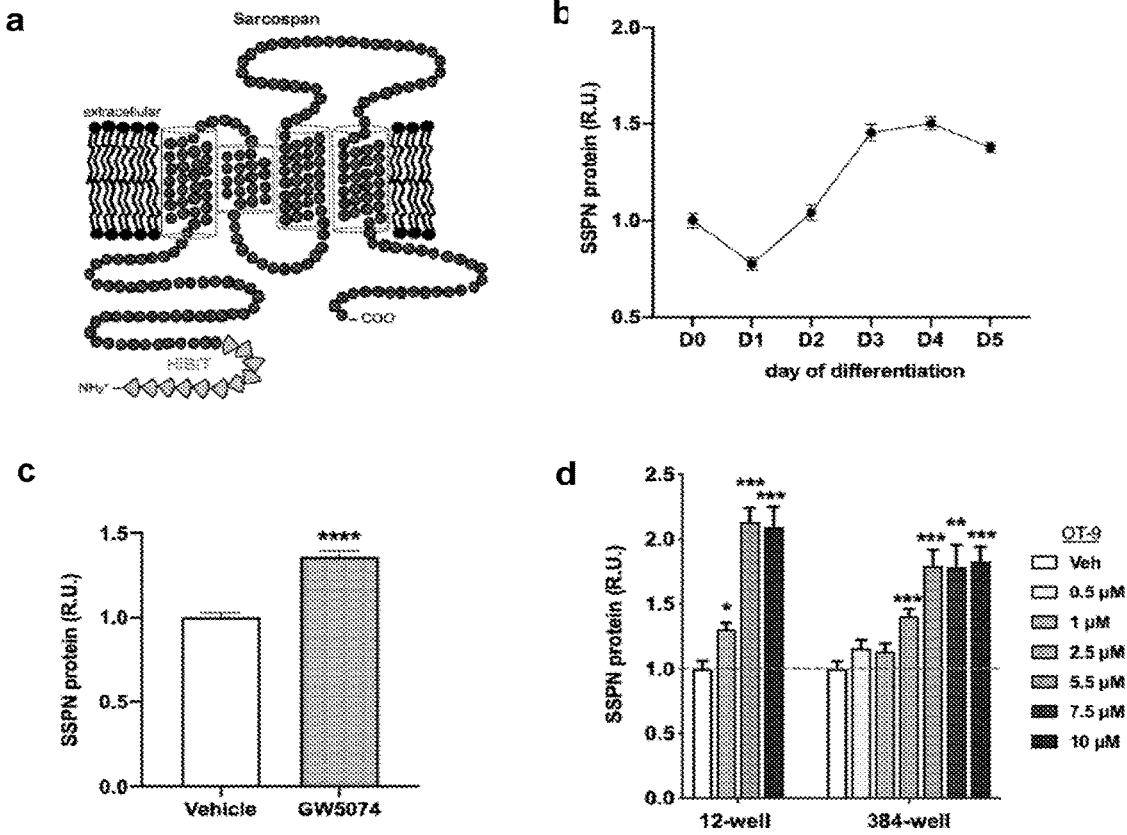 a
Sarcospan
extracellular
HiBiT
NH₃⁺
COO
b
SSPN protein (R.U.)
2.0
1.5
1.0
0.5
D0 D1 D2 D3 D4 D5
day of differentiation
c
SSPN protein (R.U.)
1.5
1.0
0.5
0.0
****
Vehicle GW5074
d
SSPN protein (R.U.)
2.5
2.0
1.5
1.0
0.5
0.0
* *** *** *** *** ** ***
12-well 384-well
OT-9
Veh
0.5 µM
1 µM
2.5 µM
5.5 µM
7.5 µM
10 µM